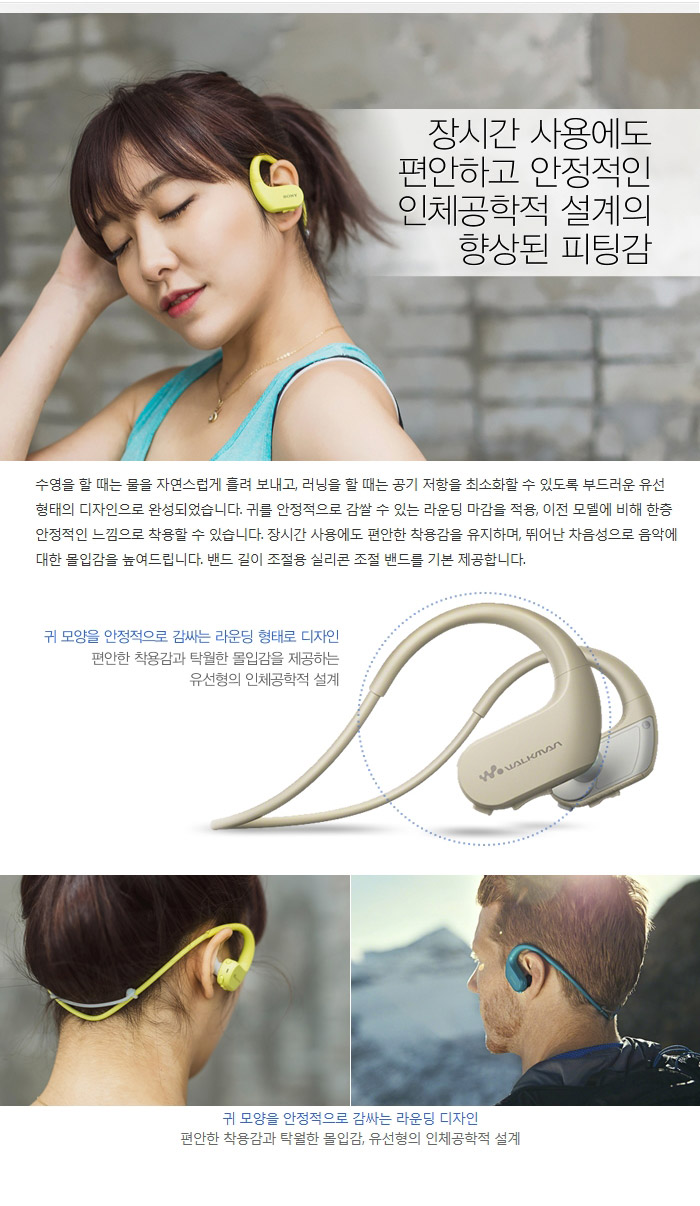 장시간 사용에도
편안하고 안정적인
인체공학적 설계의
향상된 피팅감
SONY
수영을 할 때는 물을 자연스럽게 흘려 보내고, 러닝을 할 때는 공기 저항을 최소화할 수 있도록 부드러운 유선
형태의 디자인으로 완성되었습니다. 귀를 안정적으로 감쌀 수 있는 라운딩 마감을 적용, 이전 모델에 비해 한층
안정적인 느낌으로 착용할 수 있습니다. 장시간 사용에도 편안한 착용감을 유지하며, 뛰어난 차음성으로 음악에
대한 몰입감을 높여드립니다. 밴드 길이 조절용 실리콘 조절 밴드를 기본 제공합니다.
귀 모양을 안정적으로 감싸는 라운딩 형태로 디자인
편안한 착용감과 탁월한 몰입감을 제공하는
유선형의 인체공학적 설계
WALKMAN
귀 모양을 안정적으로 감싸는 라운딩 디자인
편안한 착용감과 탁월한 몰입감, 유선형의 인체공학적 설계